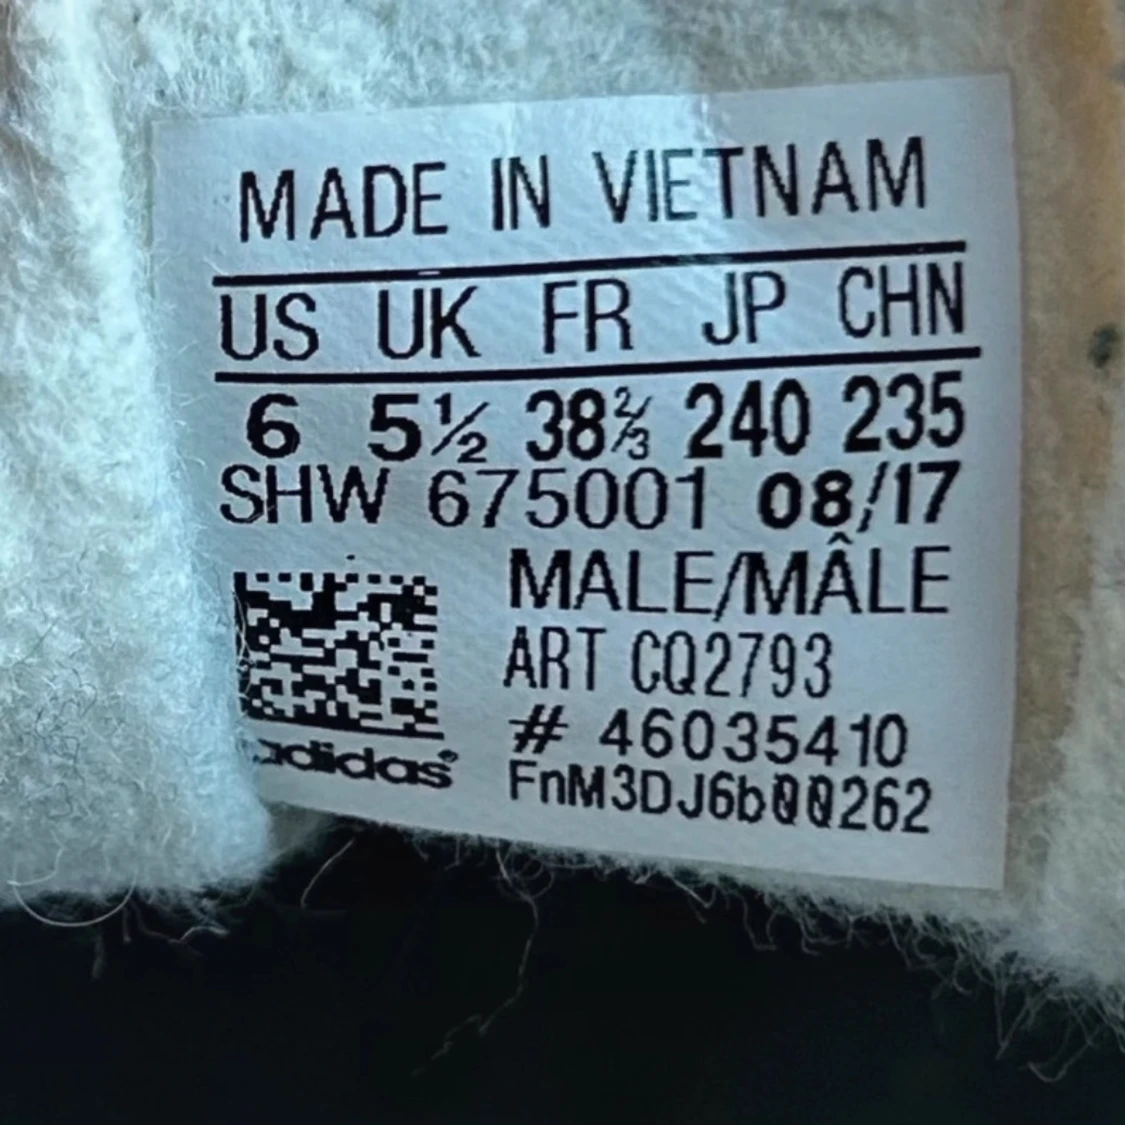 MADE IN VIETNAM
US UK FR JP CHN
6 5½ 38⅔ 240 235
SHW 675001 08/17
MALE/MÂLE
ART CQ2793
# 46035410
FnM3DJ6b00262
adidas®